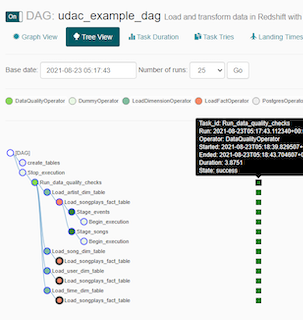 On DAG: udac_example_dag Load and transform data in Redshift with
Graph View Tree View Task Duration Task Tries Landing Times
Base date: 2021-08-23 05:17:43 Number of runs: 25 Go
DataQualityOperator DummyOperator LoadDimensionOperator LoadFactOperator PostgresOperator
Task_id: Run_data_quality_checks
Run: 2021-08-23T05:17:43.112340+00:
Operator: DataQualityOperator
Started: 2021-08-23T05:18:39.829507+
Ended: 2021-08-23T05:18:43.704607+0
Duration: 3.8751
State: success
[DAG]
create_tables
Stop_execution
Run_data_quality_checks
Load_artist_dim_table
Load_songplays_fact_table
Stage_events
Begin_execution
Stage_songs
Begin_execution
Load_song_dim_table
Load_songplays_fact_table
Load_user_dim_table
Load_songplays_fact_table
Load_time_dim_table
Load_songplays_fact_table